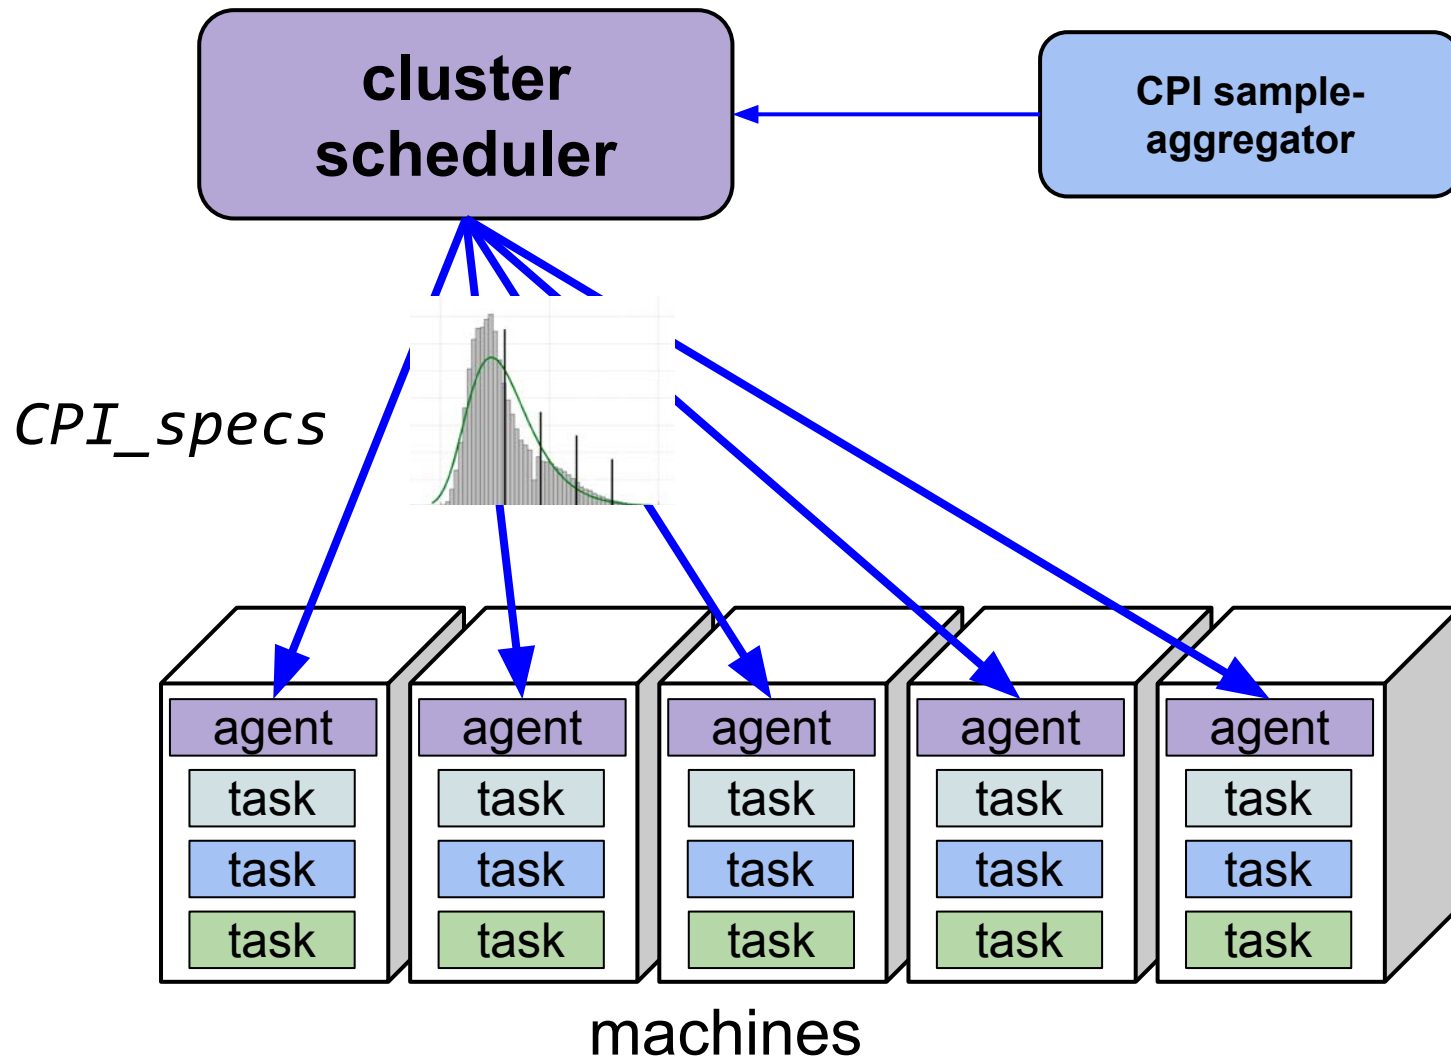 cluster
scheduler
CPI sample-
aggregator
CPI_specs
agent agent agent agent agent
task task task task task
task task task task task
task task task task task
machines